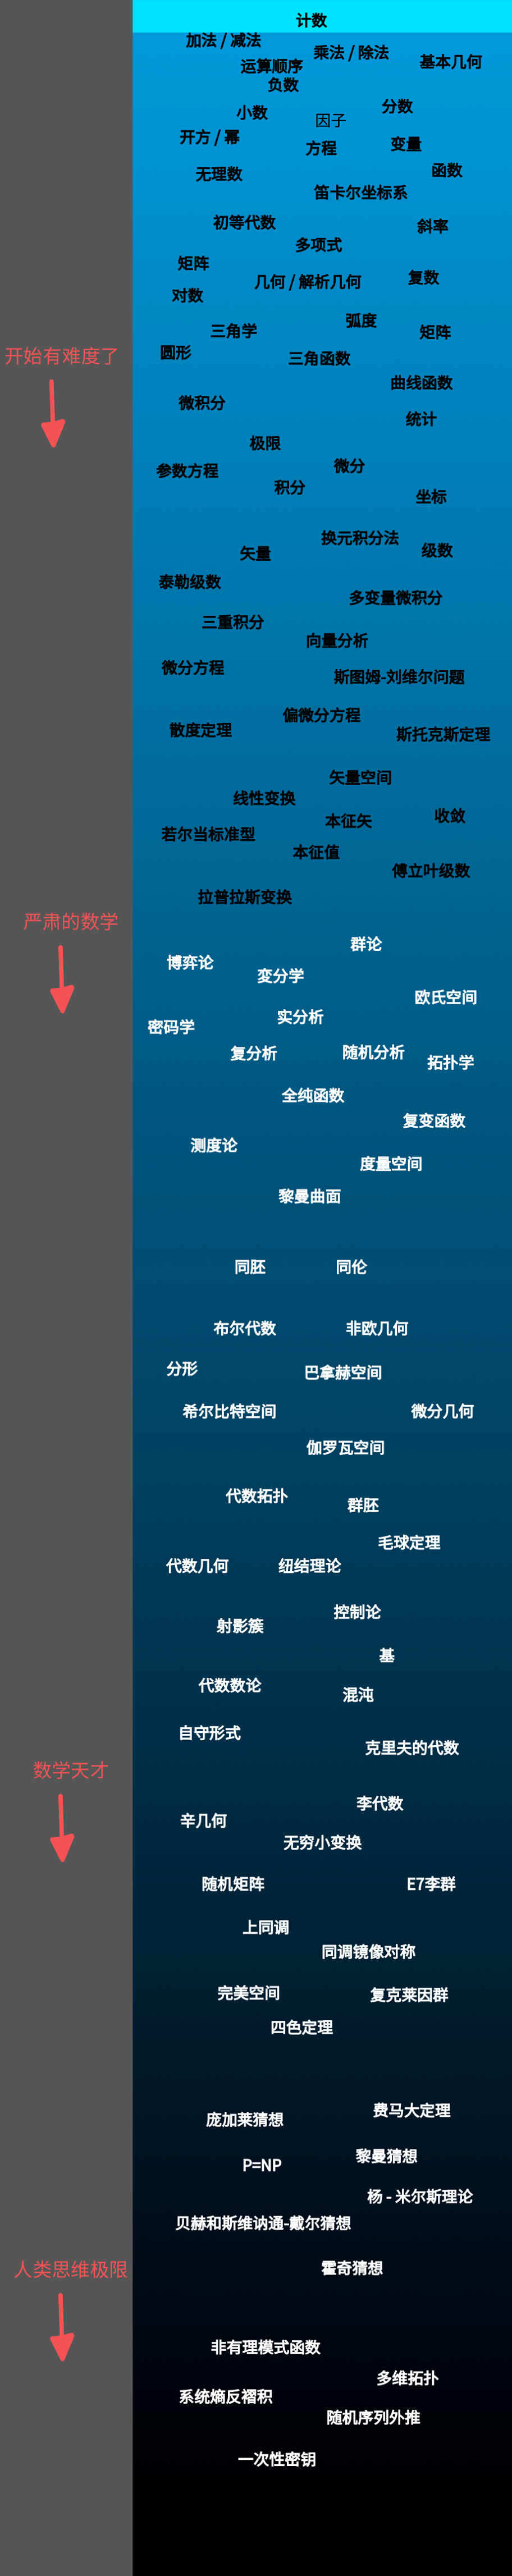 计数
加法 / 减法
乘法 / 除法
基本几何
运算顺序
负数
分数
小数
因子
开方 / 幂
变量
方程
函数
无理数
笛卡尔坐标系
初等代数
斜率
多项式
矩阵
复数
几何 / 解析几何
对数
弧度
三角学
矩阵
开始有难度了
圆形
三角函数
曲线函数
微积分
统计
极限
微分
参数方程
积分
坐标
换元积分法
级数
矢量
泰勒级数
多变量微积分
三重积分
向量分析
微分方程
斯图姆-刘维尔问题
偏微分方程
散度定理
斯托克斯定理
矢量空间
线性变换
收敛
本征矢
若尔当标准型
本征值
傅立叶级数
拉普拉斯变换
严肃的数学
群论
博弈论
变分学
欧氏空间
实分析
密码学
复分析
随机分析
拓扑学
全纯函数
复变函数
测度论
度量空间
黎曼曲面
同胚
同伦
布尔代数
非欧几何
分形
巴拿赫空间
希尔比特空间
微分几何
伽罗瓦空间
代数拓扑
群胚
毛球定理
代数几何
纽结理论
控制论
射影簇
基
代数数论
混沌
自守形式
克里夫的代数
数学天才
李代数
辛几何
无穷小变换
随机矩阵
E7李群
上同调
同调镜像对称
完美空间
复克莱因群
四色定理
费马大定理
庞加莱猜想
黎曼猜想
P=NP
杨 - 米尔斯理论
贝赫和斯维讷通-戴尔猜想
霍奇猜想
人类思维极限
非有理模式函数
多维拓扑
系统熵反褶积
随机序列外推
一次性密钥